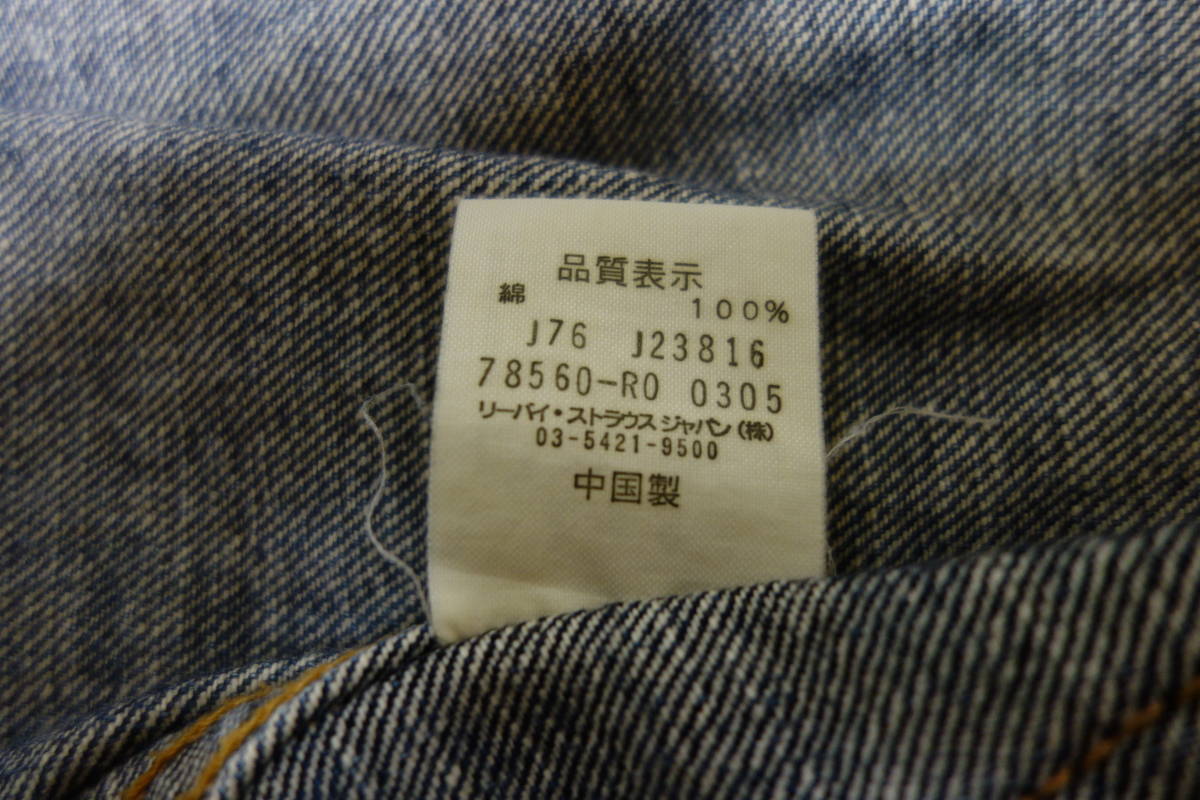 品質表示
綿 100%
J76 J23816
78560-R0 0305
リーバイ・ストラウス ジャパン(株)
03-5421-9500
中国製